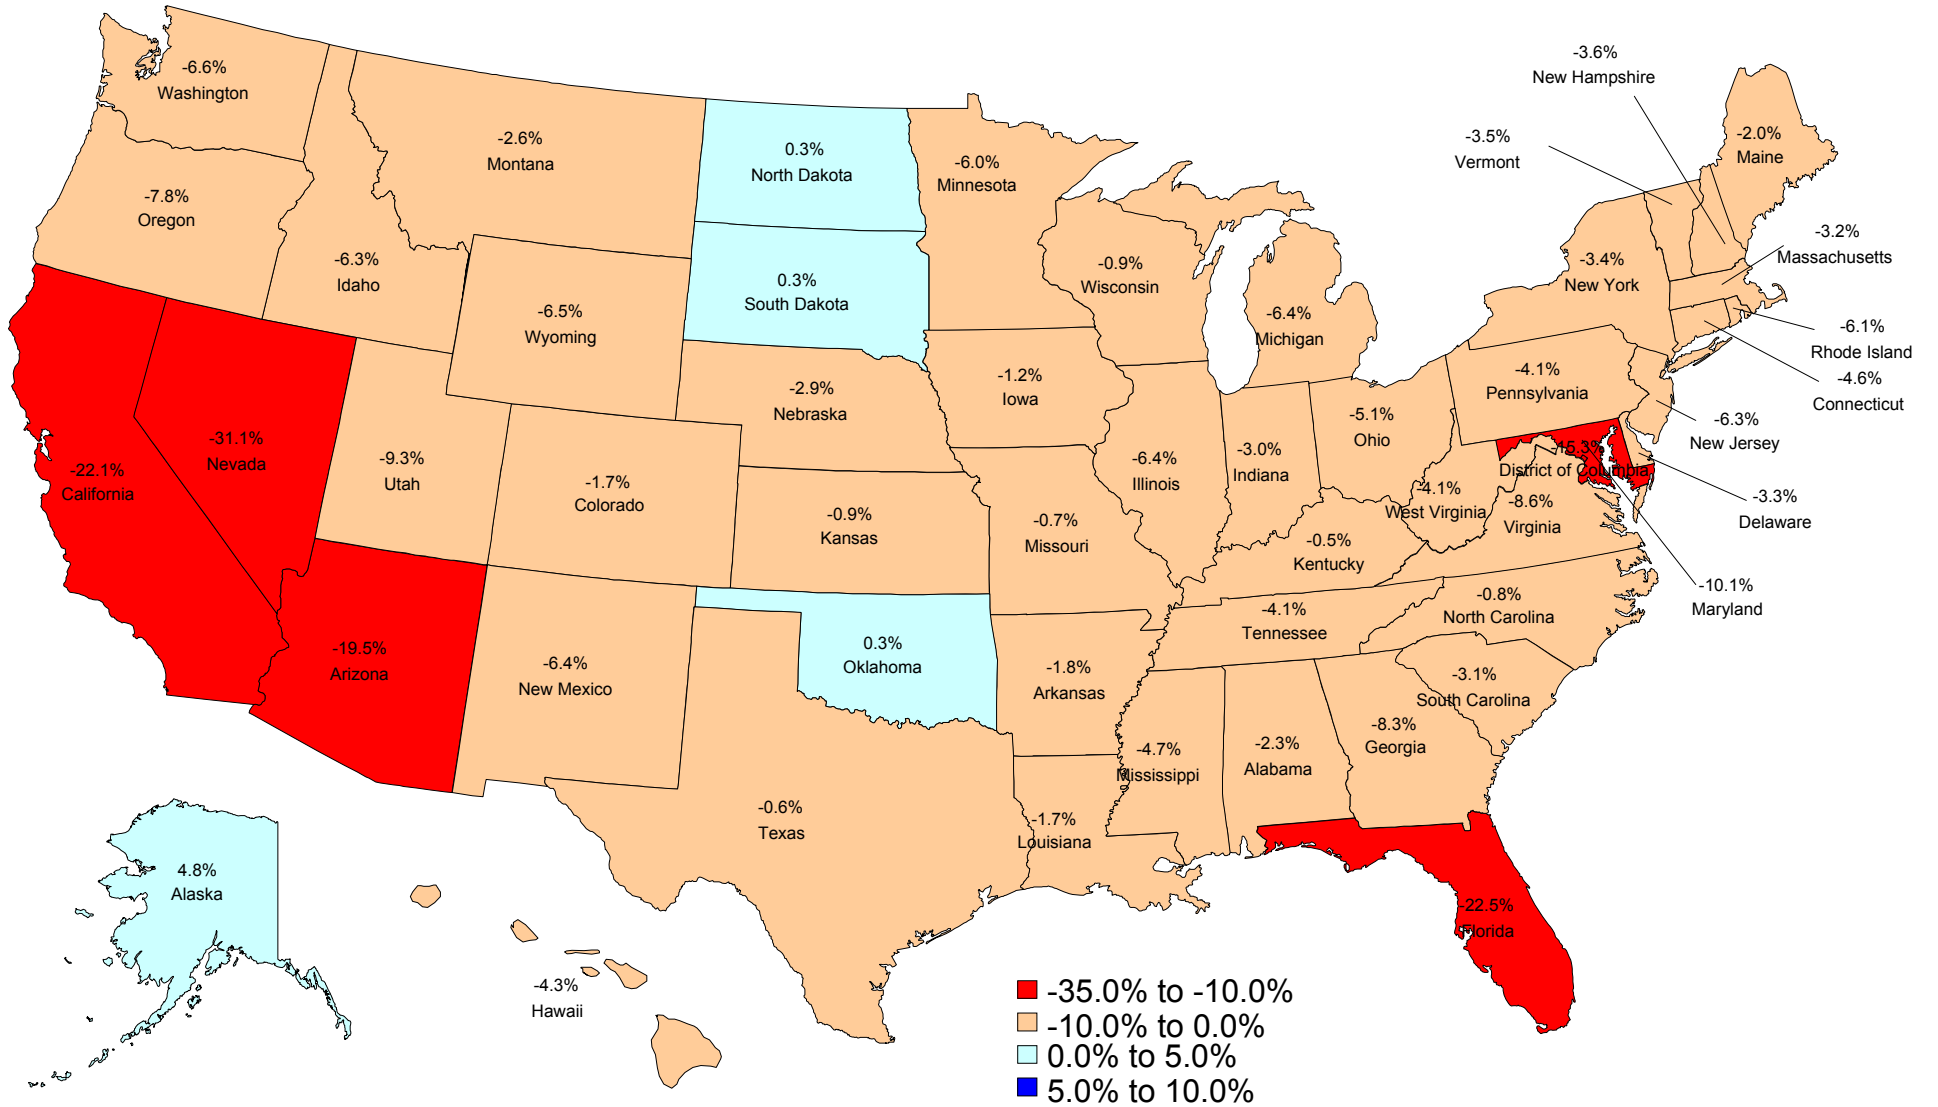 -6.6%
Washington
-7.8%
Oregon
-6.3%
Idaho
-2.6%
Montana
0.3%
North Dakota
-6.0%
Minnesota
0.3%
South Dakota
-6.5%
Wyoming
-0.9%
Wisconsin
-6.4%
Michigan
-3.6%
New Hampshire
-3.5%
Vermont
-2.0%
Maine
-3.2%
Massachusetts
-3.4%
New York
-6.1%
Rhode Island
-4.6%
Connecticut
-6.3%
New Jersey
-4.1%
Pennsylvania
-22.1%
California
-31.1%
Nevada
-9.3%
Utah
-1.7%
Colorado
-2.9%
Nebraska
-1.2%
Iowa
-0.9%
Kansas
-0.7%
Missouri
-6.4%
Illinois
-3.0%
Indiana
-5.1%
Ohio
-15.3%
District of Columbia
-4.1%
West Virginia
-8.6%
Virginia
-3.3%
Delaware
-10.1%
Maryland
-0.5%
Kentucky
-4.1%
Tennessee
-0.8%
North Carolina
-3.1%
South Carolina
-19.5%
Arizona
-6.4%
New Mexico
0.3%
Oklahoma
-1.8%
Arkansas
-4.7%
Mississippi
-2.3%
Alabama
-8.3%
Georgia
-0.6%
Texas
-1.7%
Louisiana
-22.5%
Florida
4.8%
Alaska
-4.3%
Hawaii
-35.0% to -10.0%
-10.0% to 0.0%
0.0% to 5.0%
5.0% to 10.0%